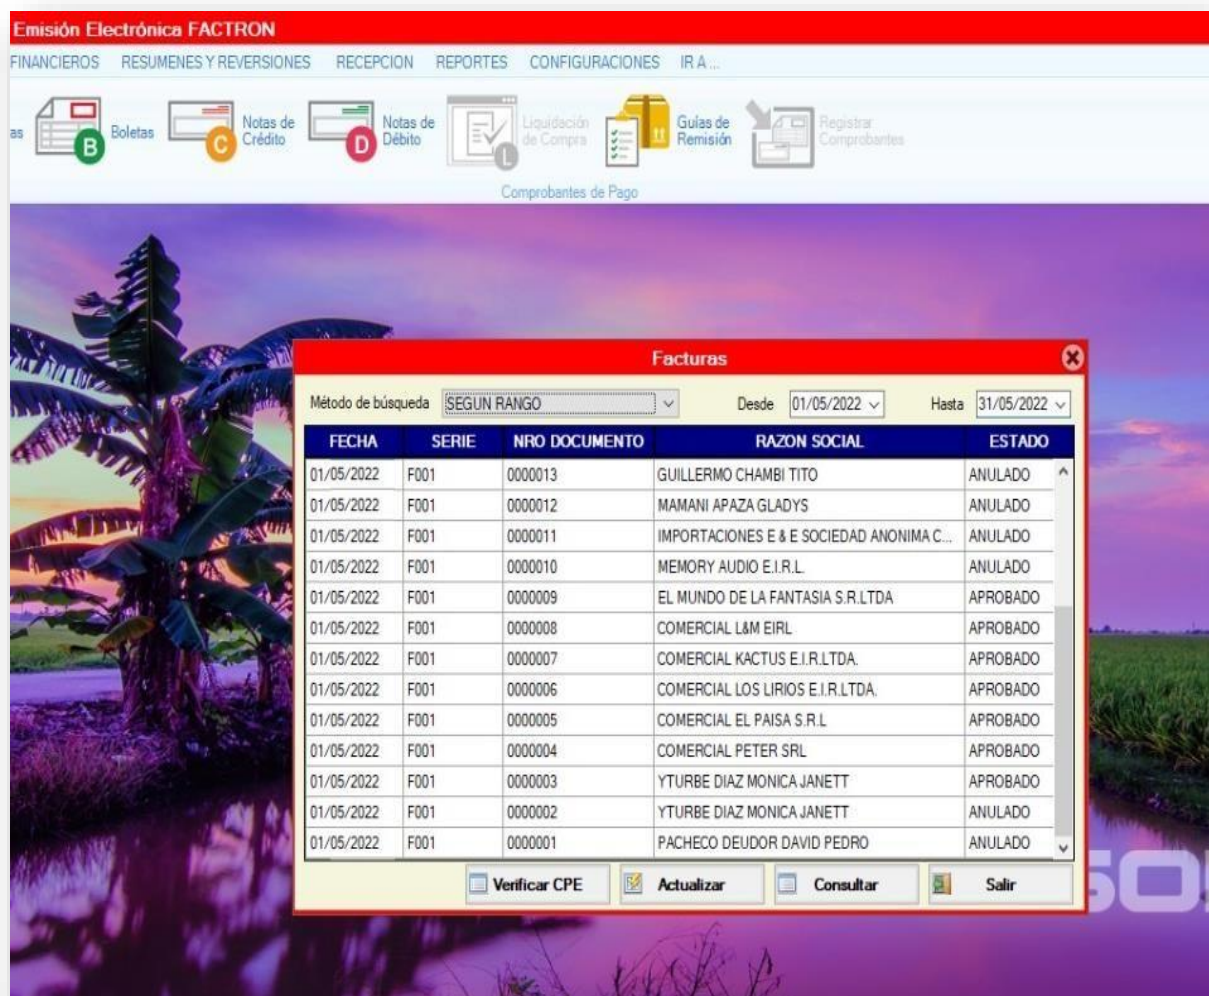 Emisión Electrónica FACTRON
FINANCIEROS RESUMENES Y REVERSIONES RECEPCION REPORTES CONFIGURACIONES IR A ...
as Boletas Notas de Crédito Notas de Débito Liquidación de Compra Guías de Remisión Registrar Comprobantes
B C D L
Comprobantes de Pago
Facturas
Método de búsqueda SEGUN RANGO Desde 01/05/2022 Hasta 31/05/2022
FECHA SERIE NRO DOCUMENTO RAZON SOCIAL ESTADO
01/05/2022 F001 0000013 GUILLERMO CHAMBI TITO ANULADO
01/05/2022 F001 0000012 MAMANI APAZA GLADYS ANULADO
01/05/2022 F001 0000011 IMPORTACIONES E & E SOCIEDAD ANONIMA C... ANULADO
01/05/2022 F001 0000010 MEMORY AUDIO E.I.R.L. ANULADO
01/05/2022 F001 0000009 EL MUNDO DE LA FANTASIA S.R.LTDA APROBADO
01/05/2022 F001 0000008 COMERCIAL L&M EIRL APROBADO
01/05/2022 F001 0000007 COMERCIAL KACTUS E.I.R.LTDA. APROBADO
01/05/2022 F001 0000006 COMERCIAL LOS LIRIOS E.I.R.LTDA. APROBADO
01/05/2022 F001 0000005 COMERCIAL EL PAISA S.R.L APROBADO
01/05/2022 F001 0000004 COMERCIAL PETER SRL APROBADO
01/05/2022 F001 0000003 YTURBE DIAZ MONICA JANETT APROBADO
01/05/2022 F001 0000002 YTURBE DIAZ MONICA JANETT ANULADO
01/05/2022 F001 0000001 PACHECO DEUDOR DAVID PEDRO ANULADO
Verificar CPE Actualizar Consultar Salir